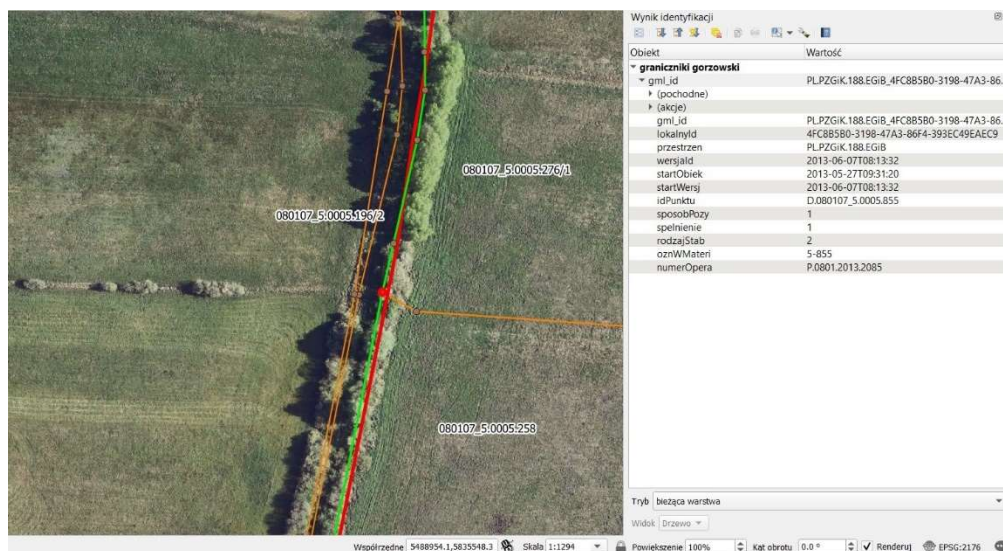 Wynik identyfikacji
Obiekt Wartość
graniczniki gorzowski
gml_id PL.PZGiK.188.EGiB_4FC8B5B0-3198-47A3-86.
(pochodne)
(akcje)
gml_id PL.PZGiK.188.EGiB_4FC8B5B0-3198-47A3-86.
lokalnyId 4FC8B5B0-3198-47A3-86F4-393EC49EAEC9
przestrzen PL.PZGiK.188.EGiB
wersjaId 2013-06-07T08:13:32
startObiek 2013-05-27T09:31:20
startWersj 2013-06-07T08:13:32
idPunktu D.080107_5.0005.855
sposobPozy 1
spelnienie 1
rodzajStab 2
oznWMateri 5-855
numerOpera P.0801.2013.2085
080107_5.0005.276/1
080107_5.0005.196/2
080107_5.0005.258
Tryb bieżąca warstwa
Widok Drzewo
Współrzędne 5488954.1,5835548.3 Skala 1:1294 Powiększenie 100% Kąt obrotu 0.0 ° Renderuj EPSG:2176